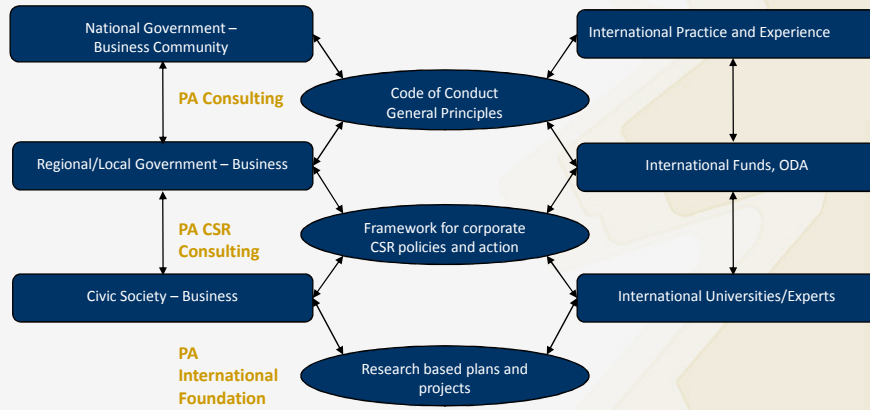 National Government –
Business Community
International Practice and Experience
PA Consulting
Code of Conduct
General Principles
Regional/Local Government – Business
International Funds, ODA
PA CSR
Consulting
Framework for corporate
CSR policies and action
Civic Society – Business
International Universities/Experts
PA
International
Foundation
Research based plans and
projects